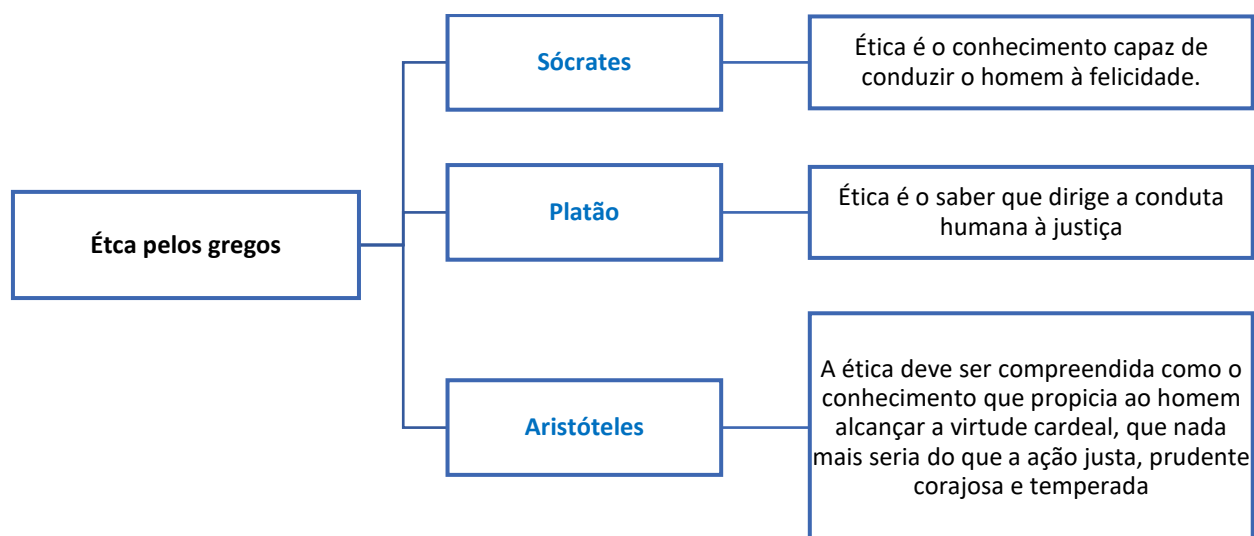 Étca pelos gregos
Sócrates
Ética é o conhecimento capaz de
conduzir o homem à felicidade.
Platão
Ética é o saber que dirige a conduta
humana à justiça
Aristóteles
A ética deve ser compreendida como o
conhecimento que propicia ao homem
alcançar a virtude cardeal, que nada
mais seria do que a ação justa, prudente
corajosa e temperada